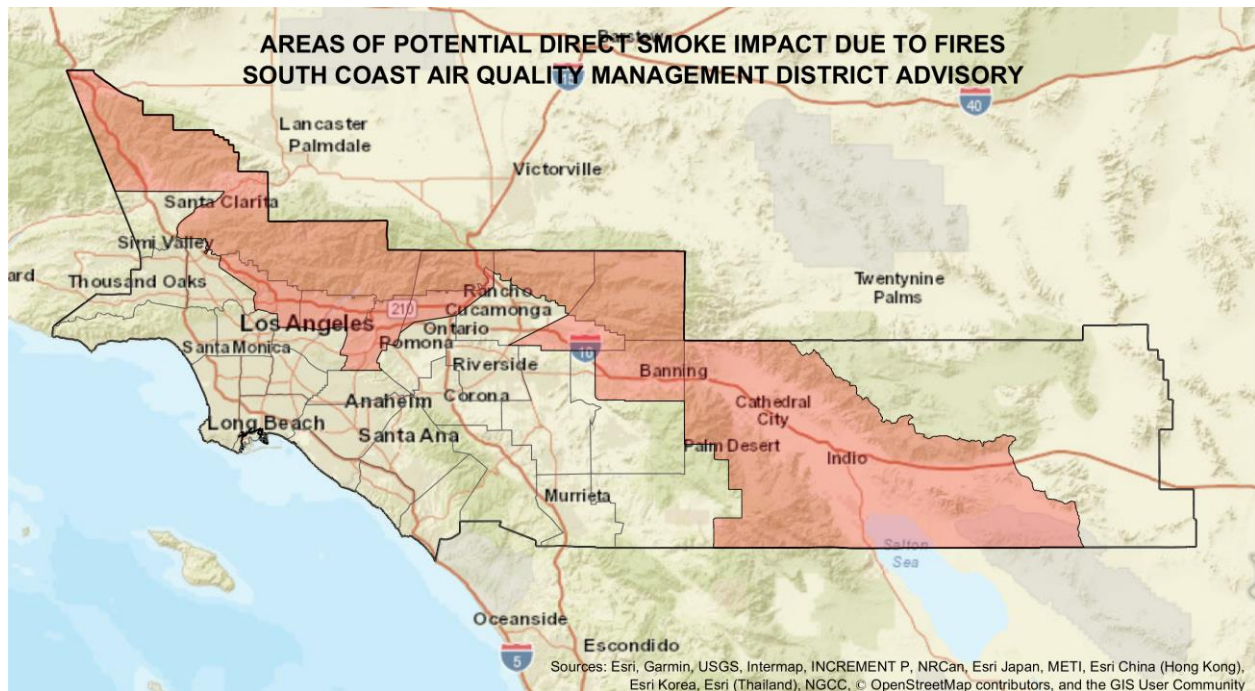 AREAS OF POTENTIAL DIRECT SMOKE IMPACT DUE TO FIRES
Barstow
SOUTH COAST AIR QUALITY MANAGEMENT DISTRICT ADVISORY
15
40
Lancaster
Palmdale
Victorville
Santa Clarita
Simi Valley
ard
Thousand Oaks
Twentynine
Palms
Rancho
Cucamonga
210
Los Angeles
Ontario
Pomona
Santa Monica
10
Riverside
Banning
Corona
Anaheim
Cathedral
City
Long Beach
Santa Ana
Palm Desert
Indio
Murrieta
Salton
Sea
Oceanside
Escondido
5
Sources: Esri, Garmin, USGS, Intermap, INCREMENT P, NRCan, Esri Japan, METI, Esri China (Hong Kong),
Esri Korea, Esri (Thailand), NGCC, © OpenStreetMap contributors, and the GIS User Community